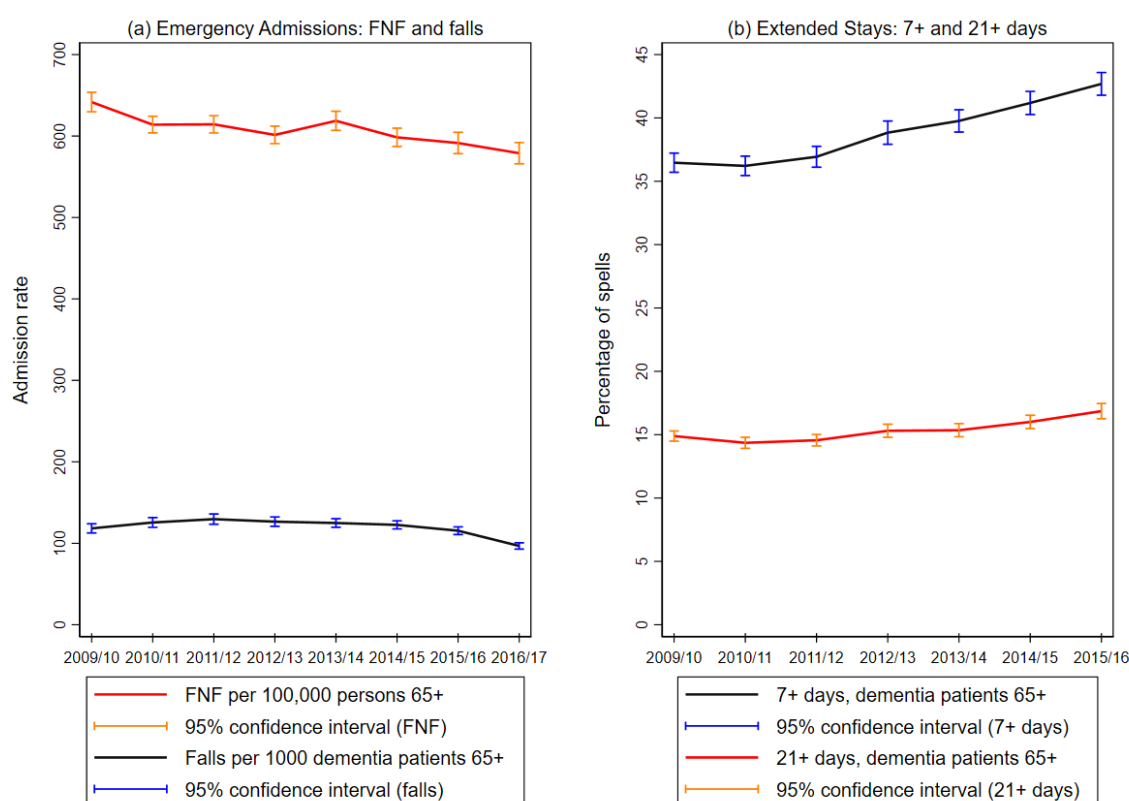 (a) Emergency Admissions: FNF and falls
Admission rate
700
600
500
400
300
200
100
0
2009/10 2010/11 2011/12 2012/13 2013/14 2014/15 2015/16 2016/17
FNF per 100,000 persons 65+
95% confidence interval (FNF)
Falls per 1000 dementia patients 65+
95% confidence interval (falls)
(b) Extended Stays: 7+ and 21+ days
Percentage of spells
45
40
35
30
25
20
15
10
5
0
2009/10 2010/11 2011/12 2012/13 2013/14 2014/15 2015/16
7+ days, dementia patients 65+
95% confidence interval (7+ days)
21+ days, dementia patients 65+
95% confidence interval (21+ days)